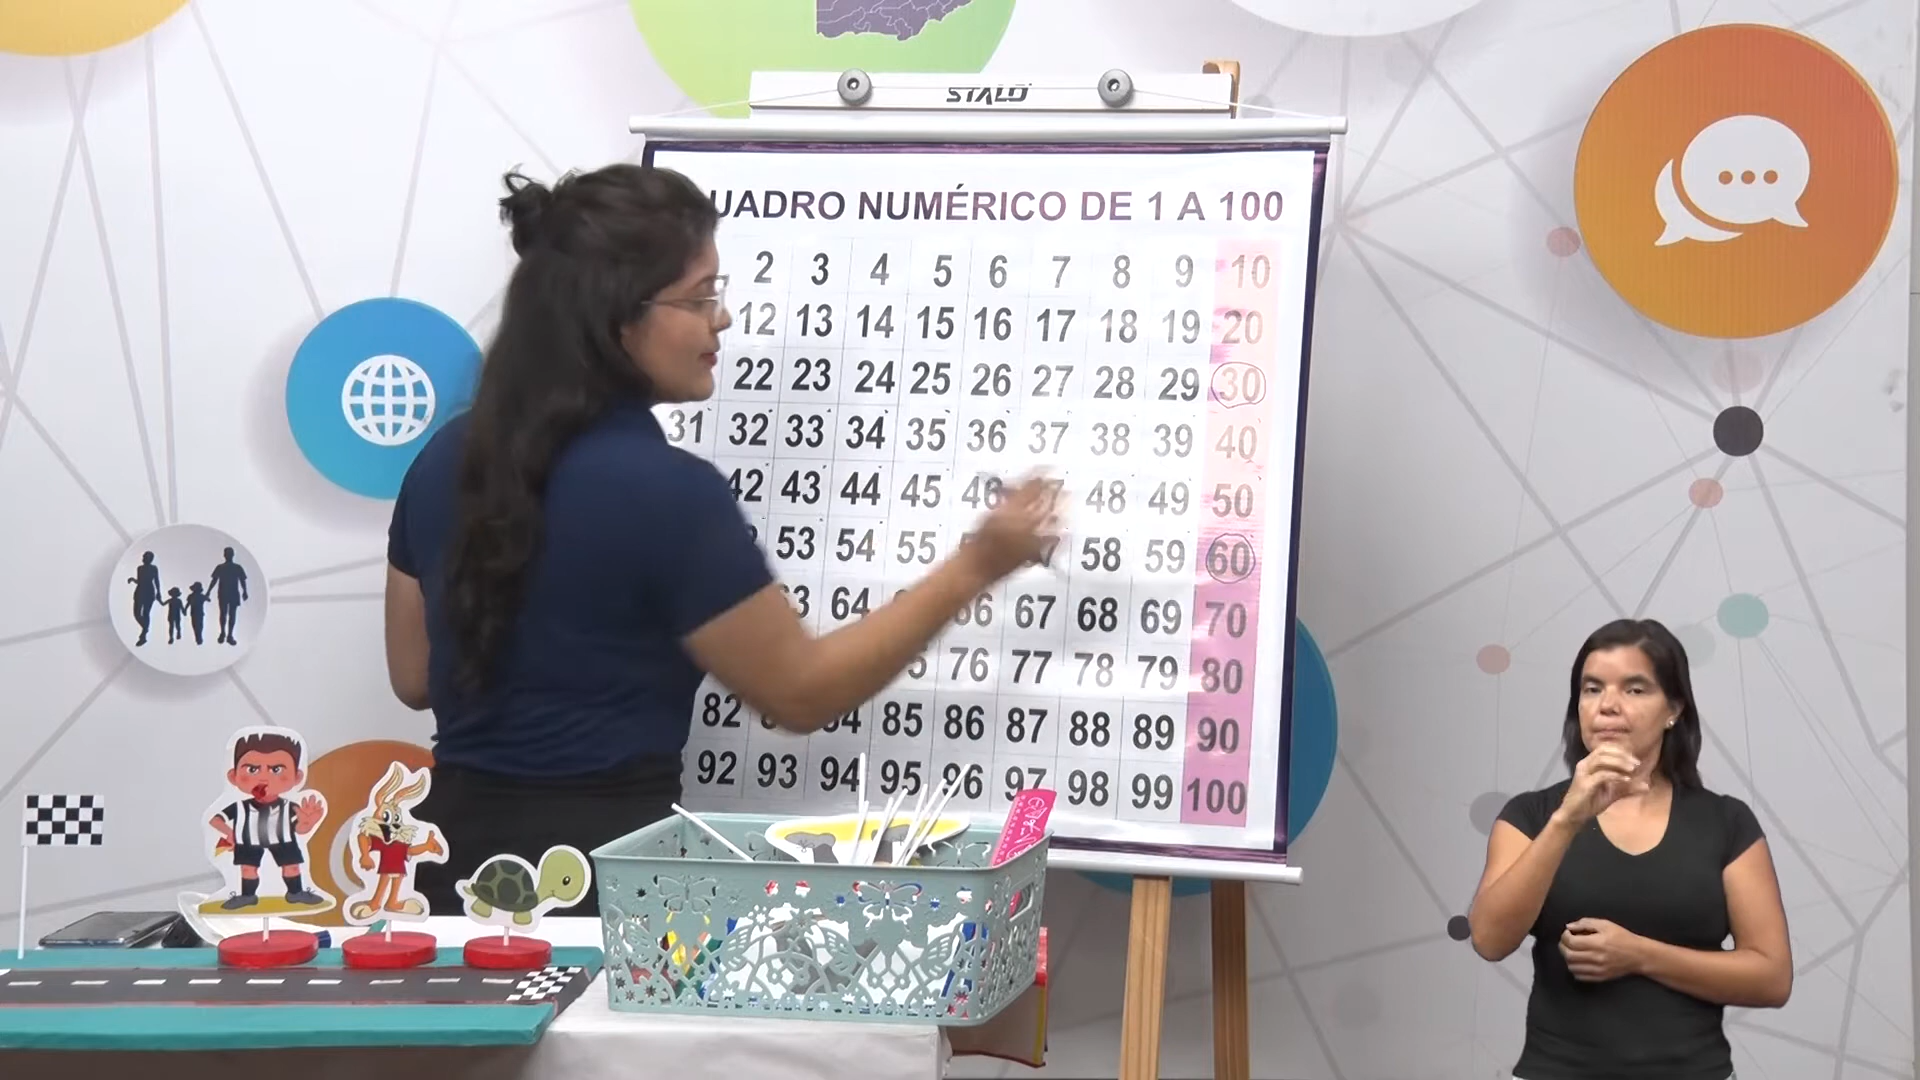 STALO
UADRO NUMÉRICO DE 1 A 100
2 3 4 5 6 7 8 9 10
12 13 14 15 16 17 18 19 20
22 23 24 25 26 27 28 29 30
31 32 33 34 35 36 37 38 39 40
42 43 44 45 46 48 49 50
53 54 55 58 59 60
64 66 67 68 69 70
76 77 78 79 80
82 85 86 87 88 89 90
92 93 94 95 96 97 98 99 100